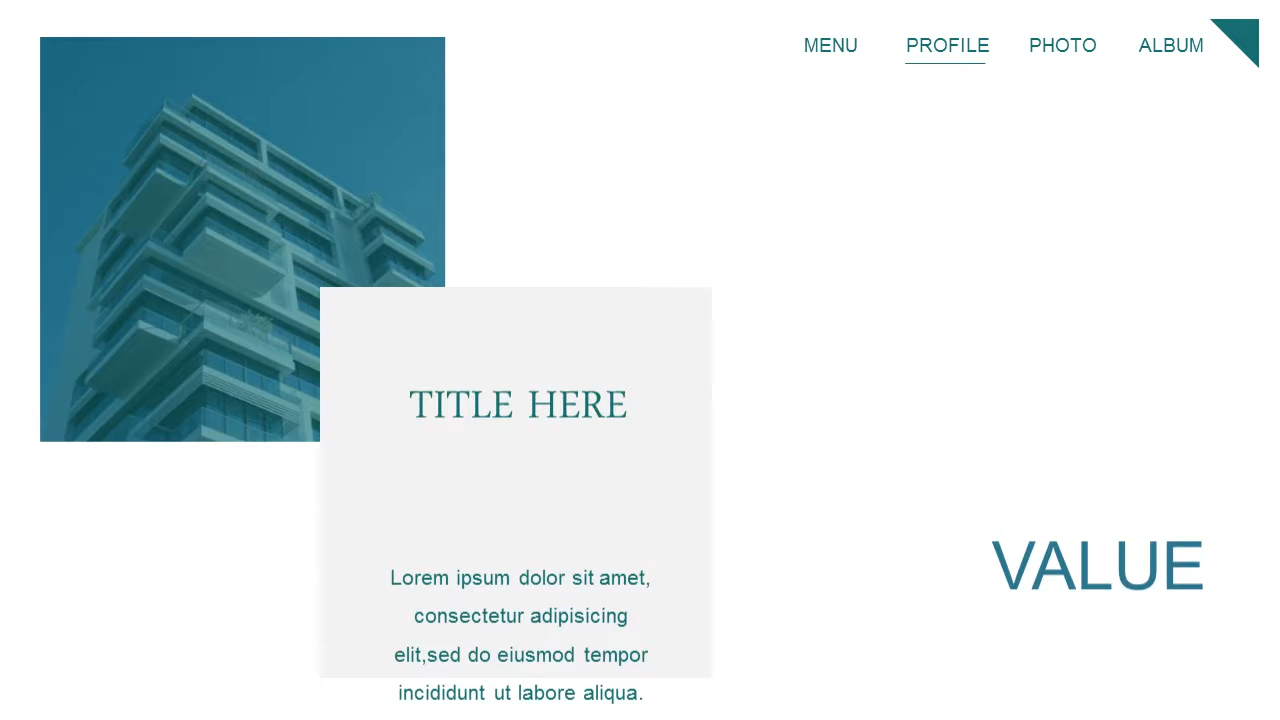 MENU PROFILE PHOTO ALBUM
TITLE HERE
Lorem ipsum dolor sit amet,
consectetur adipisicing
elit,sed do eiusmod tempor
incididunt ut labore aliqua.
VALUE